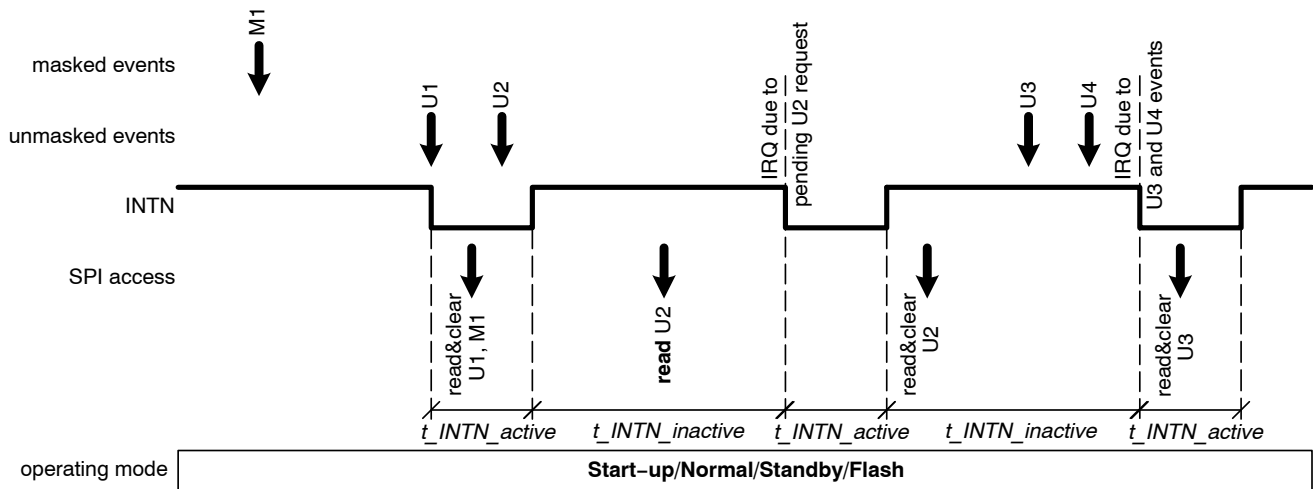 M1
masked events
U1
U2
IRQ due to
pending U2 request
U3
U4
IRQ due to
U3 and U4 events
unmasked events
INTN
SPI access
read&clear
U1, M1
read U2
read&clear
U2
read&clear
U3
t_INTN_active
t_INTN_inactive
t_INTN_active
t_INTN_inactive
t_INTN_active
operating mode
Start−up/Normal/Standby/Flash